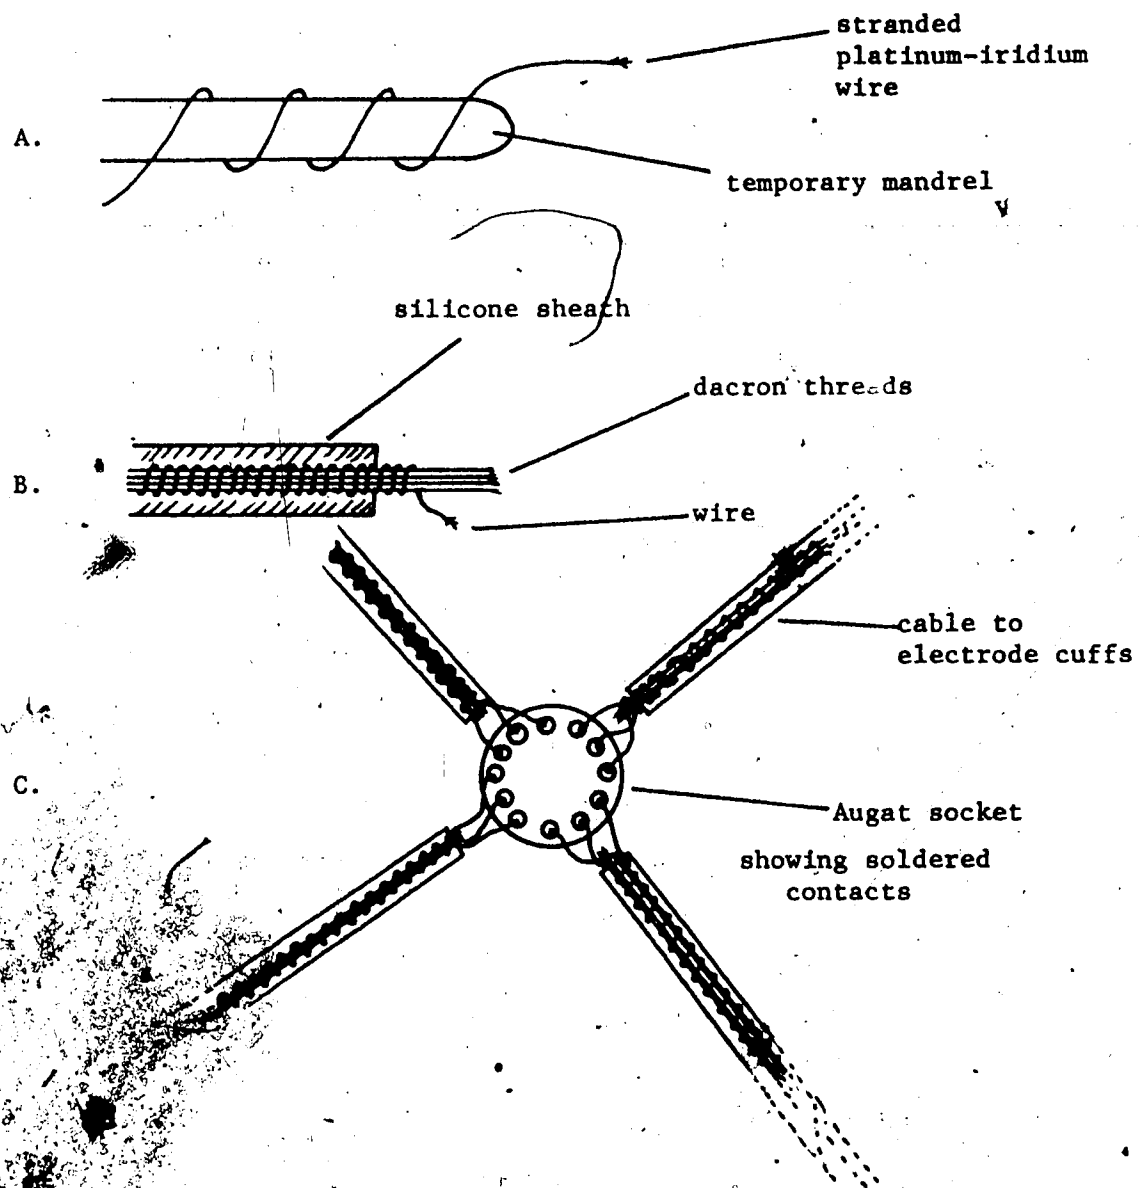 stranded
platinum-iridium
wire
A.
temporary mandrel
silicone sheath
dacron threads
B.
wire
cable to
electrode cuffs
C.
Augat socket
showing soldered
contacts